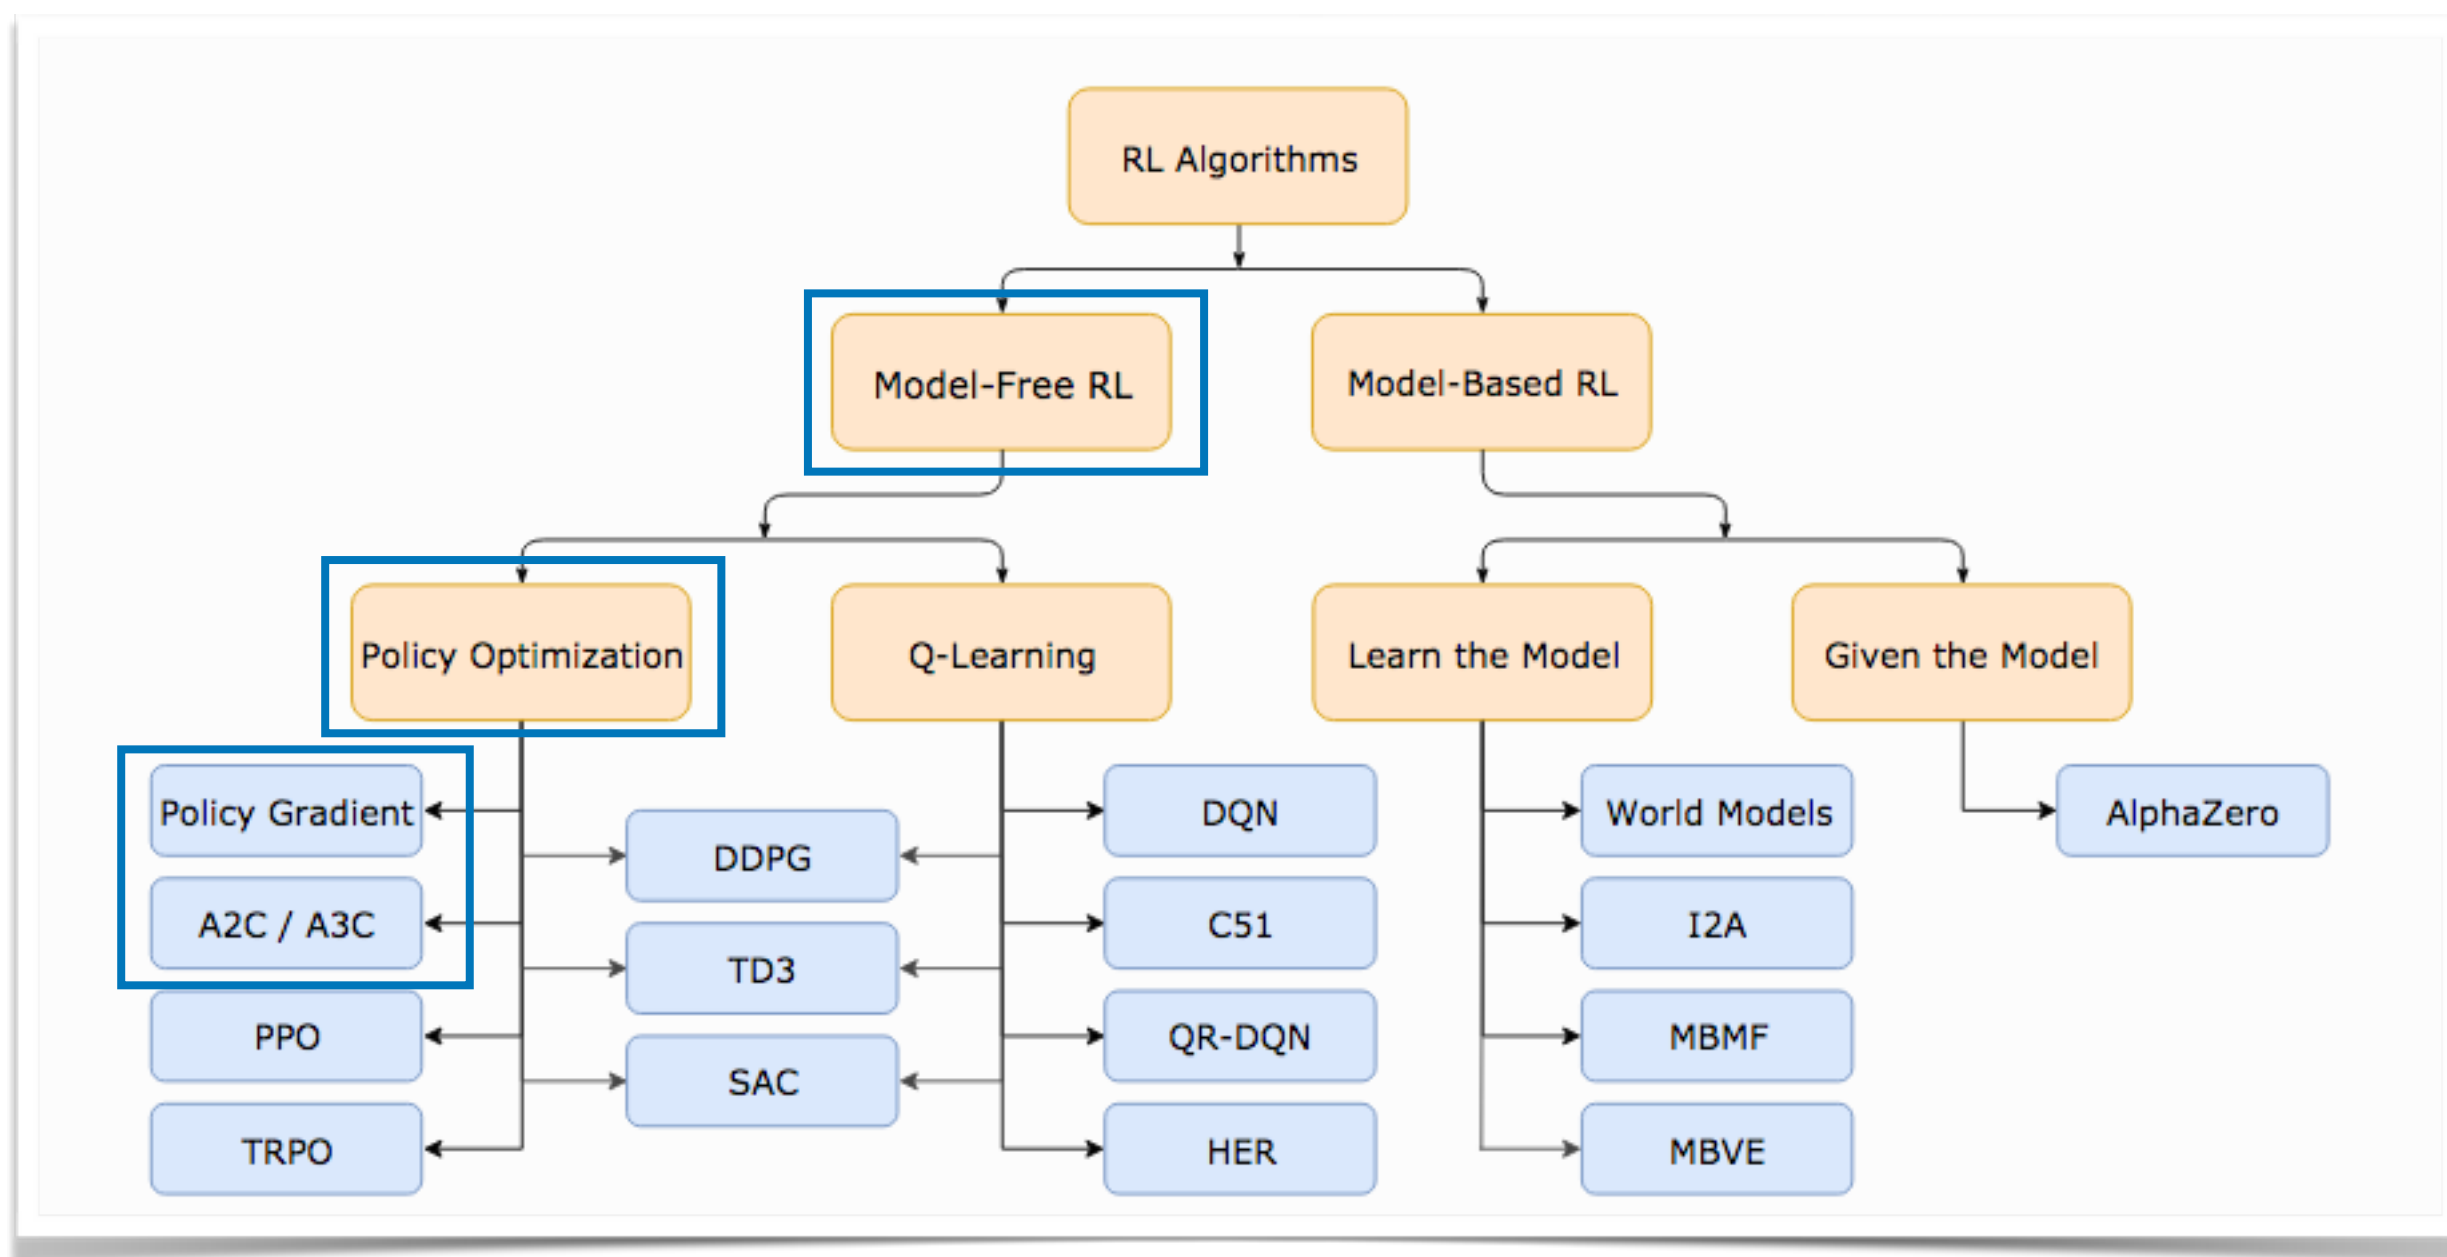 RL Algorithms
Model-Free RL
Model-Based RL
Policy Optimization
Q-Learning
Learn the Model
Given the Model
Policy Gradient
DDPG
DQN
World Models
AlphaZero
A2C / A3C
TD3
C51
I2A
PPO
SAC
QR-DQN
MBMF
TRPO
HER
MBVE